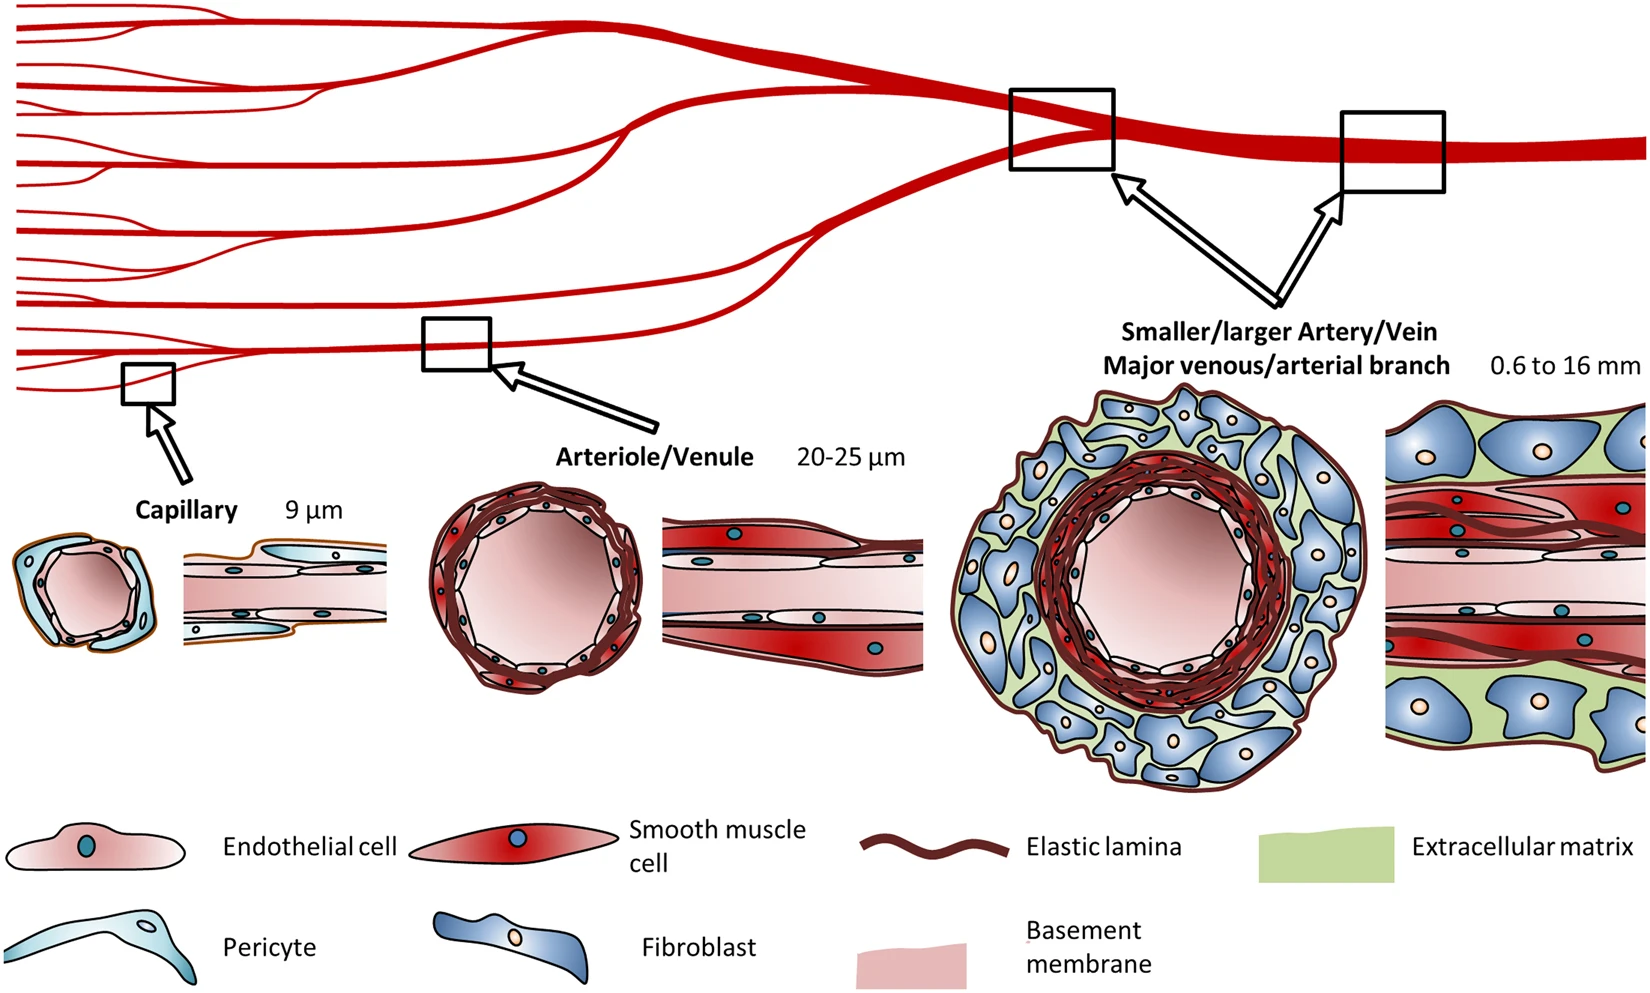 Smaller/larger Artery/Vein
Major venous/arterial branch 0.6 to 16 mm
Arteriole/Venule 20-25 µm
Capillary 9 µm
Endothelial cell
Smooth muscle
cell
Elastic lamina
Extracellular matrix
Pericyte
Fibroblast
Basement
membrane